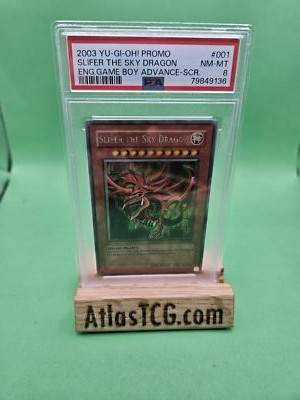 2003 YU-GI-OH! PROMO #001
SLIFER THE SKY DRAGON NM-MT
ENG.GAME BOY ADVANCE-SCR. 8
PSA 79849136
SLIFER THE SKY DRAGON
AtlasTCG.com